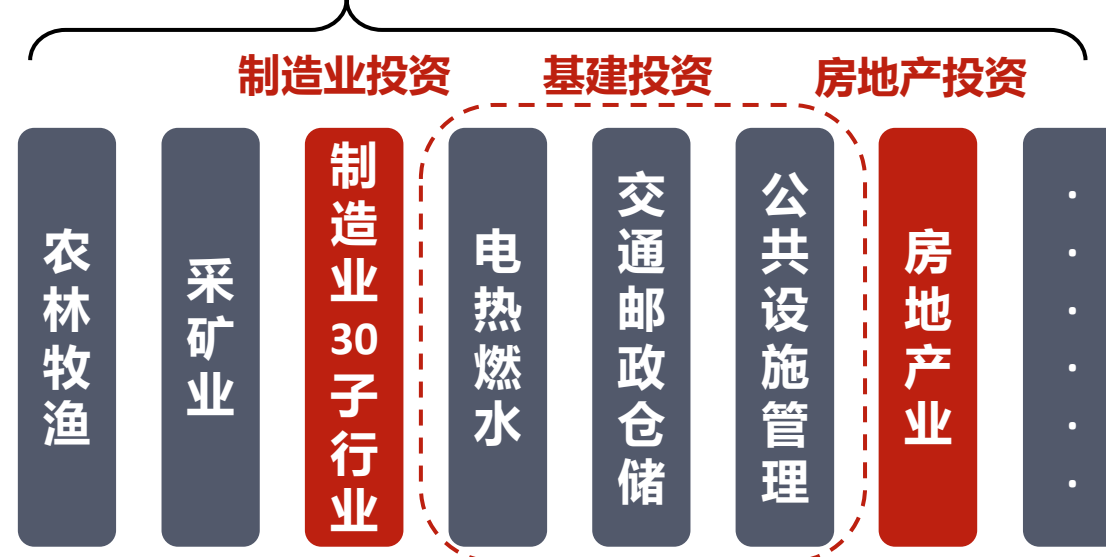 制造业投资
基建投资
房地产投资
农林牧渔
采矿业
制造业30子行业
电热燃水
交通邮政仓储
公共设施管理
房地产业
······